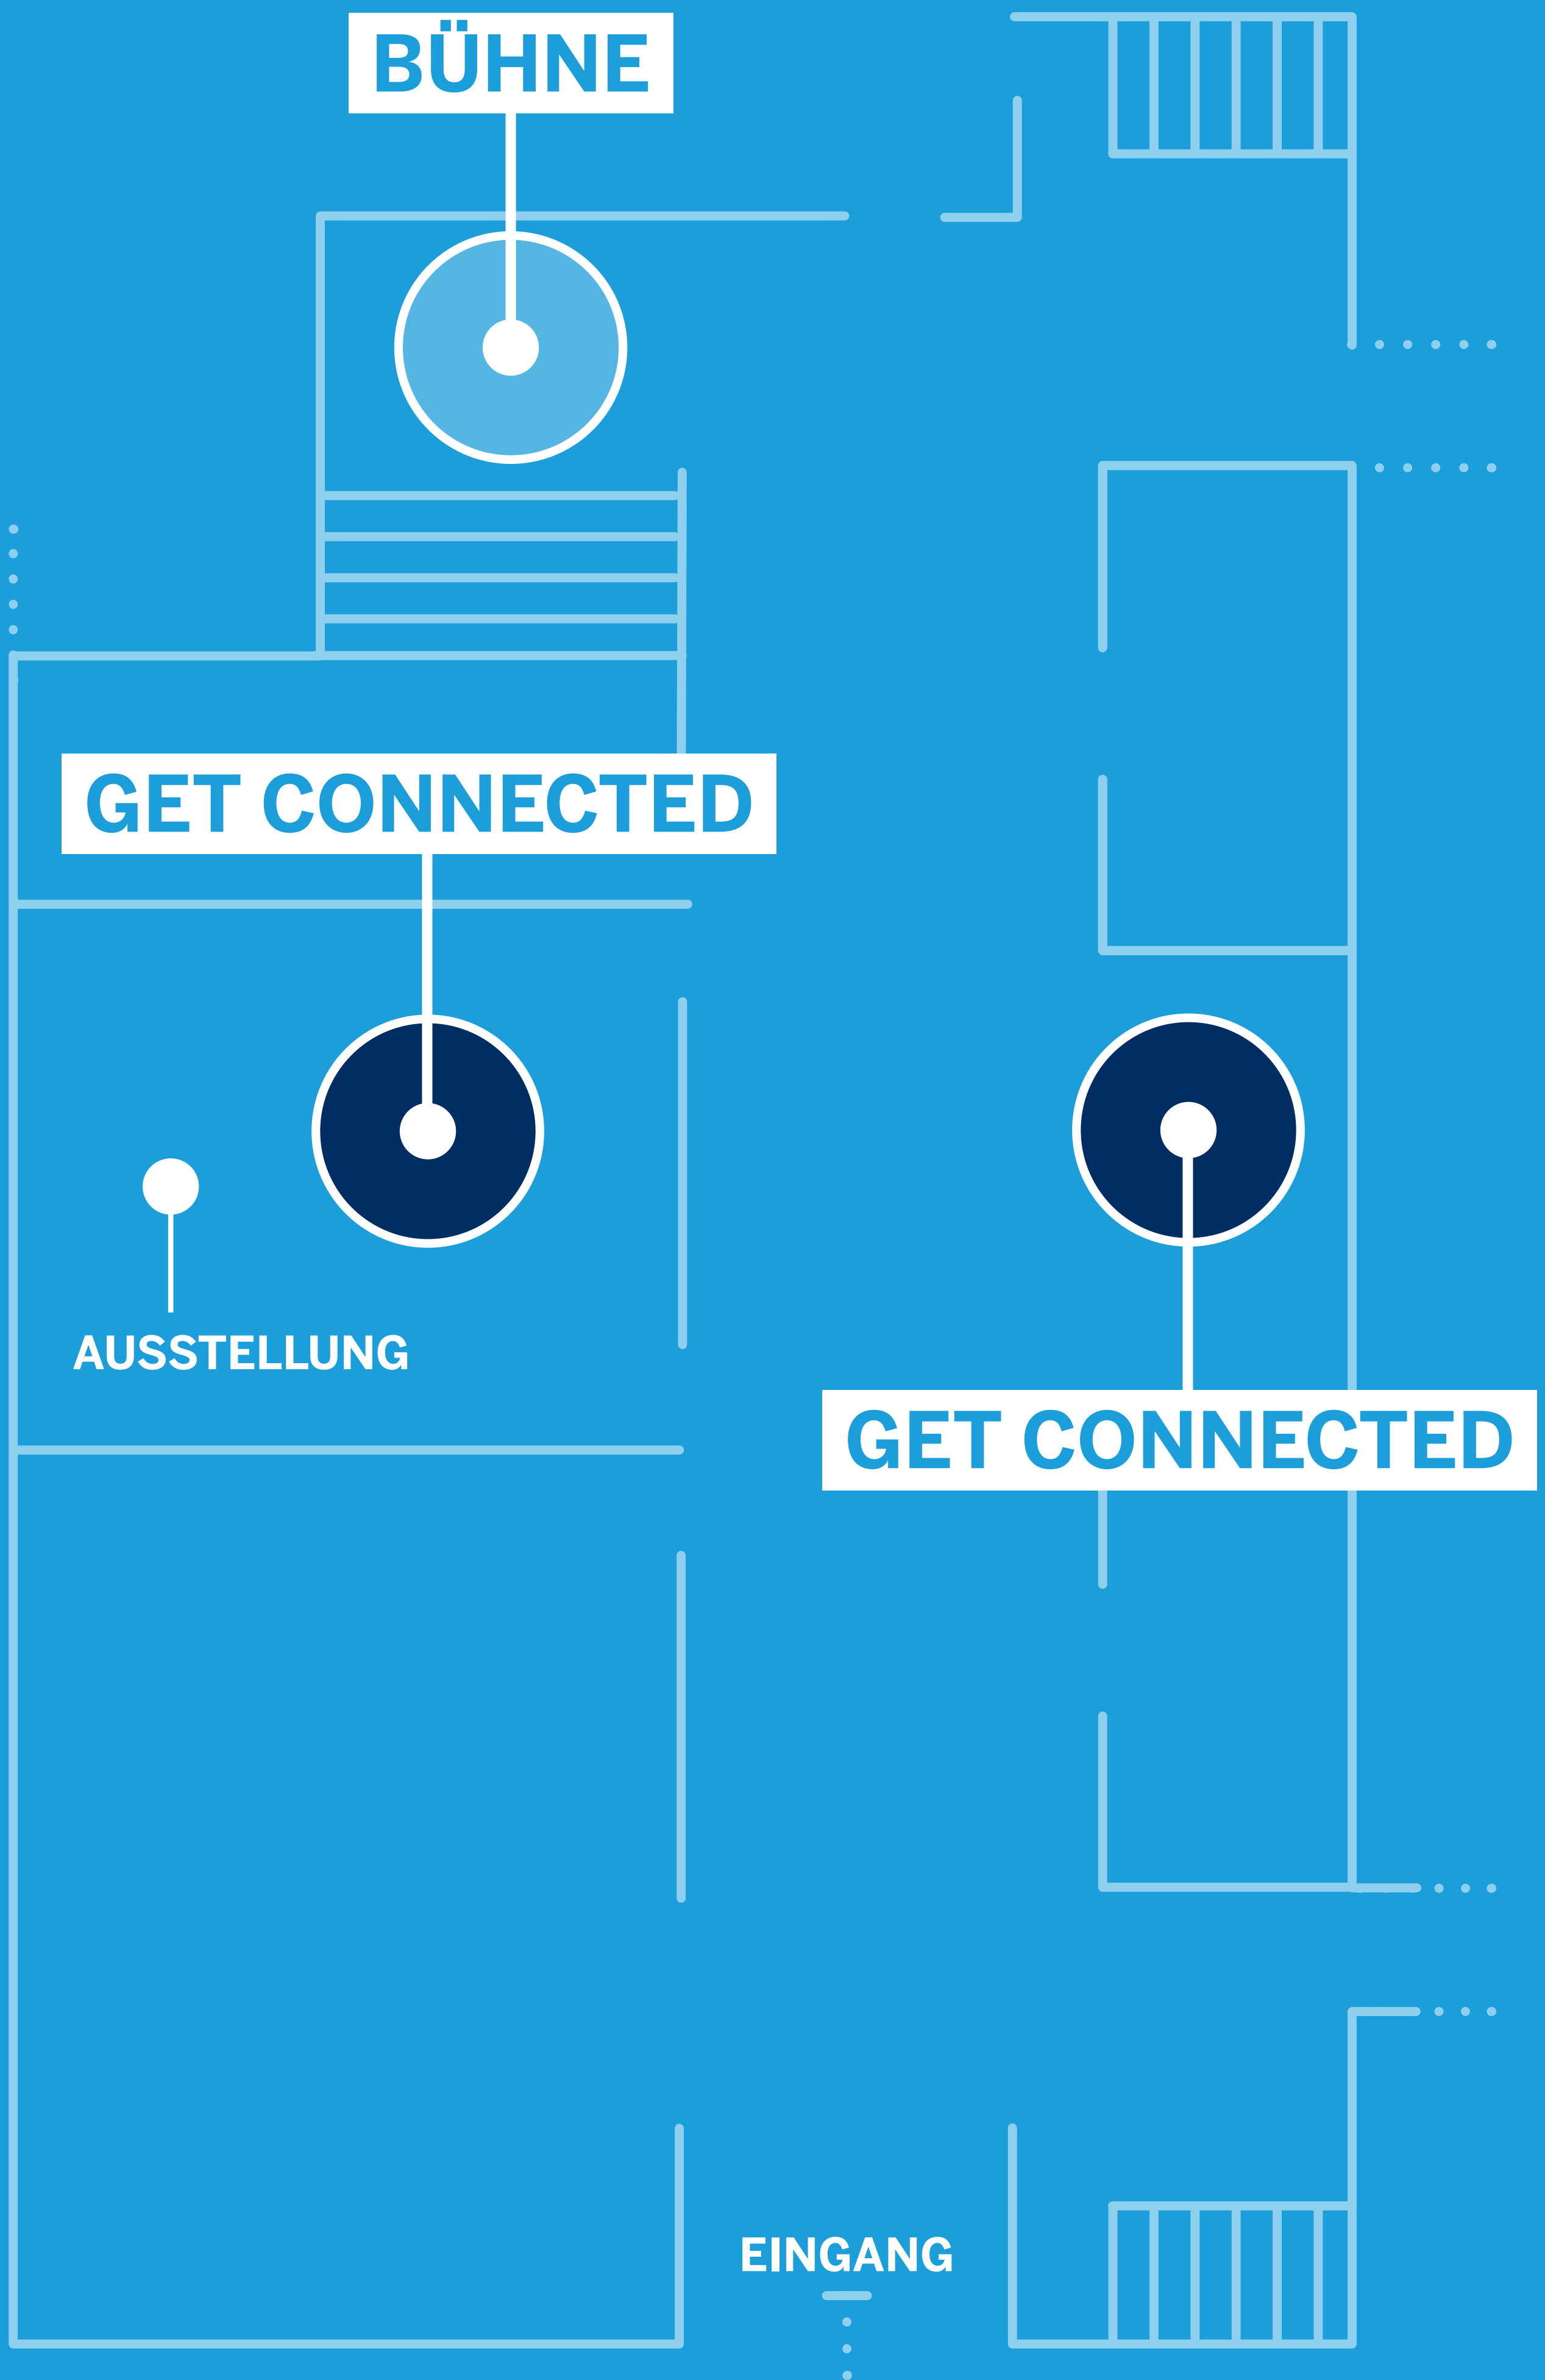 BÜHNE
GET CONNECTED
AUSSTELLUNG
GET CONNECTED
EINGANG